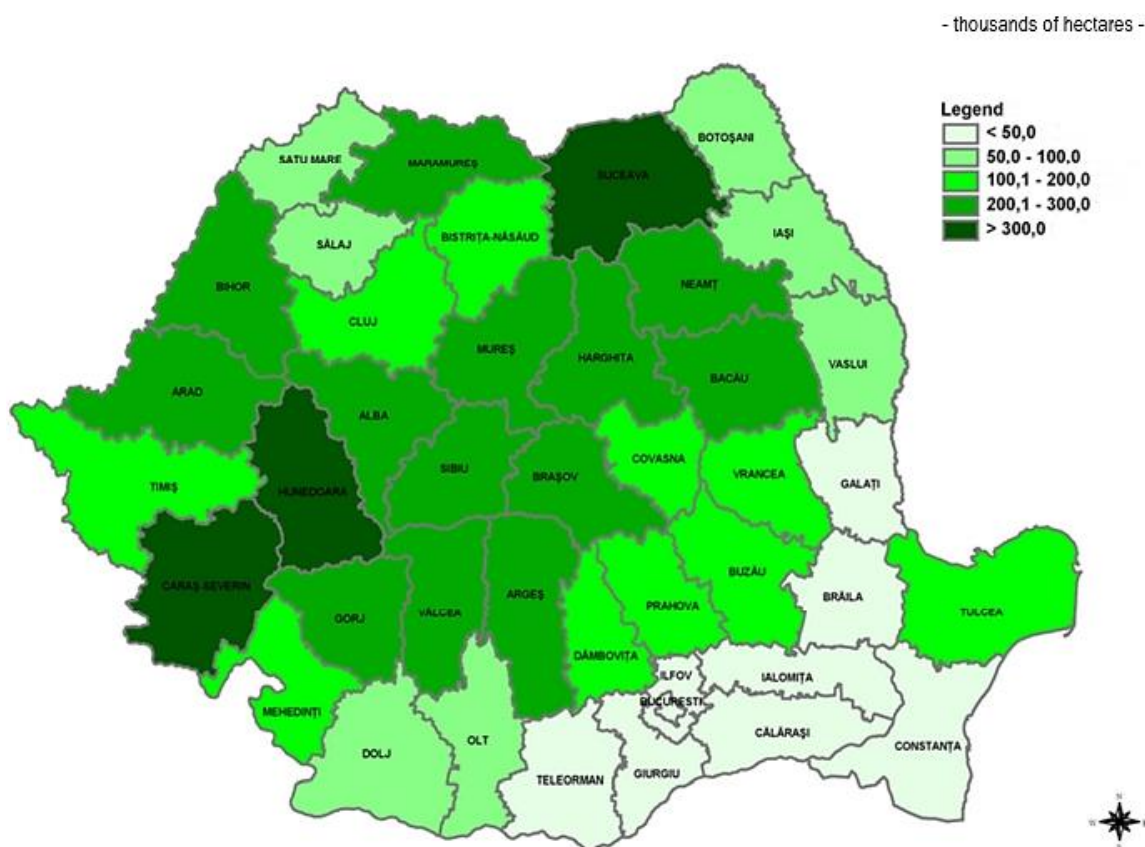 - thousands of hectares -
Legend
< 50,0
50,0 - 100,0
100,1 - 200,0
200,1 - 300,0
> 300,0
BOTOȘANI
SATU MARE
MARAMUREȘ
SUCEAVA
IAȘI
SĂLAJ
BISTRIȚA-NĂSĂUD
BIHOR
NEAMȚ
CLUJ
MUREȘ
HARGHITA
VASLUI
BACĂU
ARAD
ALBA
COVASNA
SIBIU
BRAȘOV
VRANCEA
GALAȚI
TIMIȘ
HUNEDOARA
CARAȘ-SEVERIN
BUZĂU
BRĂILA
ARGEȘ
PRAHOVA
TULCEA
GORJ
VÂLCEA
DÂMBOVIȚA
ILFOV
IALOMIȚA
BUCUREȘTI
MEHEDINȚI
CĂLĂRAȘI
OLT
DOLJ
CONSTANȚA
TELEORMAN
GIURGIU
N
W